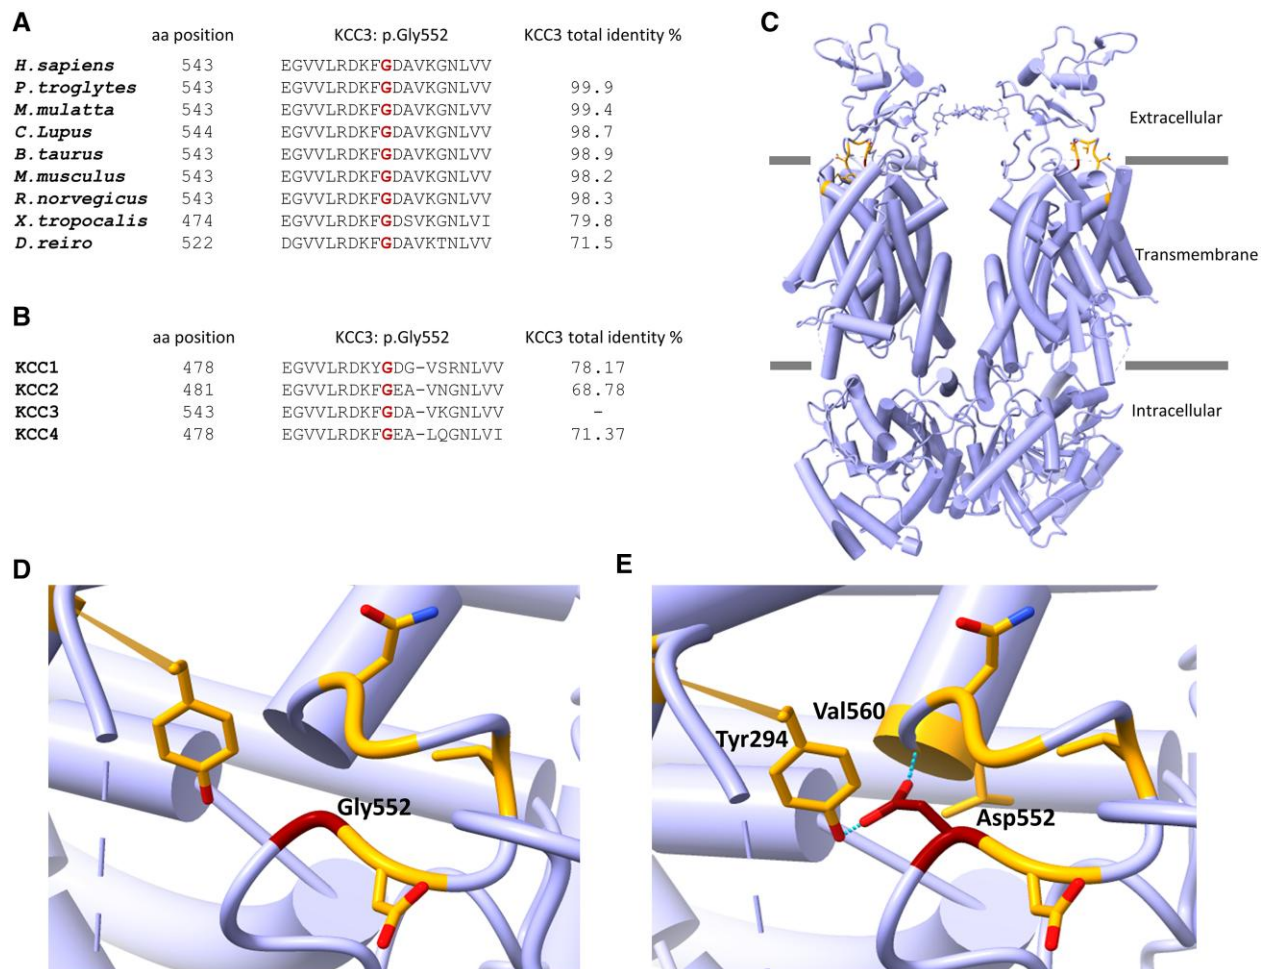 A
aa position KCC3: p.Gly552 KCC3 total identity %
H.sapiens 543 EGVVLRDKFGDAVKGNLVV
P.troglytes 543 EGVVLRDKFGDAVKGNLVV 99.9
M.mulatta 543 EGVVLRDKFGDAVKGNLVV 99.4
C.Lupus 544 EGVVLRDKFGDAVKGNLVV 98.7
B.taurus 543 EGVVLRDKFGDAVKGNLVV 98.9
M.musculus 543 EGVVLRDKFGDAVKGNLVV 98.2
R.norvegicus 543 EGVVLRDKFGDAVKGNLVV 98.3
X.tropocalis 474 EGVVLRDKFGDSVKGNLVI 79.8
D.reiro 522 DGVVLRDKFGDAVKTNLVV 71.5
B
aa position KCC3: p.Gly552 KCC3 total identity %
KCC1 478 EGVVLRDKYGDG-VSRNLVV 78.17
KCC2 481 EGVVLRDKFGEA-VNGNLVV 68.78
KCC3 543 EGVVLRDKFGDA-VKGNLVV -
KCC4 478 EGVVLRDKFGEA-LQGNLVI 71.37
C
Extracellular
Transmembrane
Intracellular
D
Gly552
E
Val560
Tyr294
Asp552